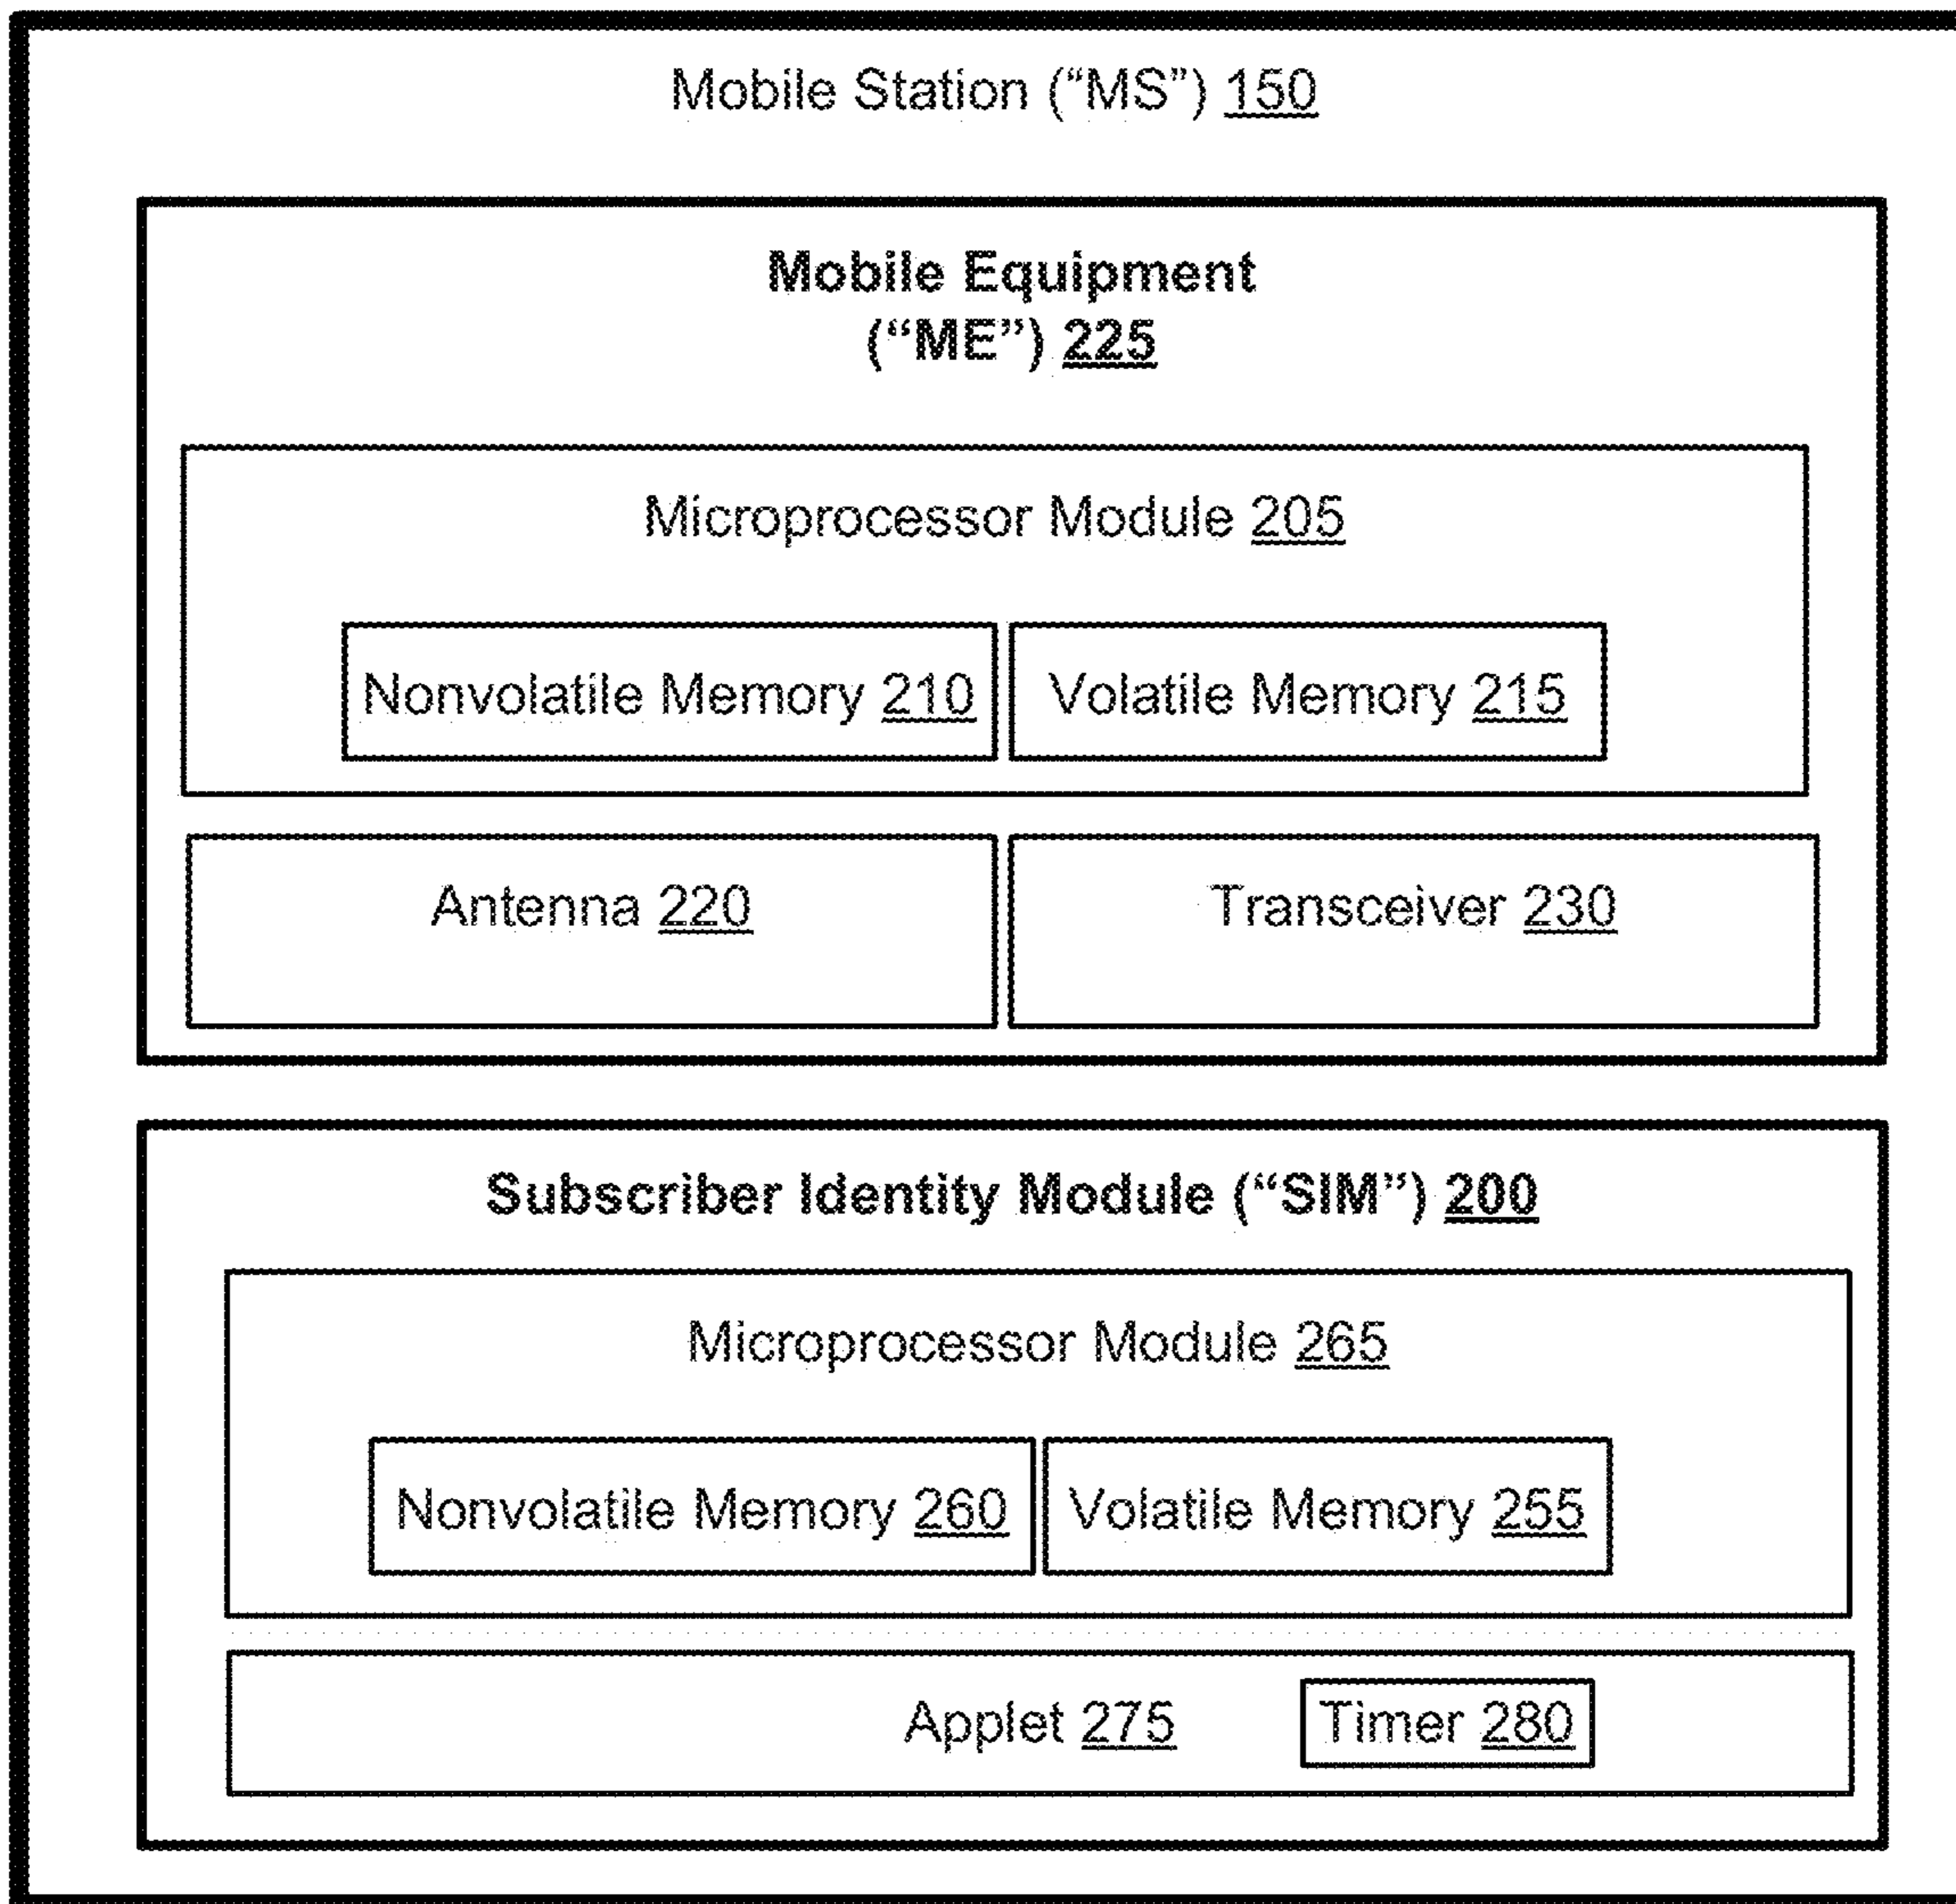 Mobile Station (“MS”) 150
Mobile Equipment
(“ME”) 225
Microprocessor Module 205
Nonvolatile Memory 210
Volatile Memory 215
Antenna 220
Transceiver 230
Subscriber Identity Module (“SIM”) 200
Microprocessor Module 265
Nonvolatile Memory 260
Volatile Memory 255
Applet 275
Timer 280